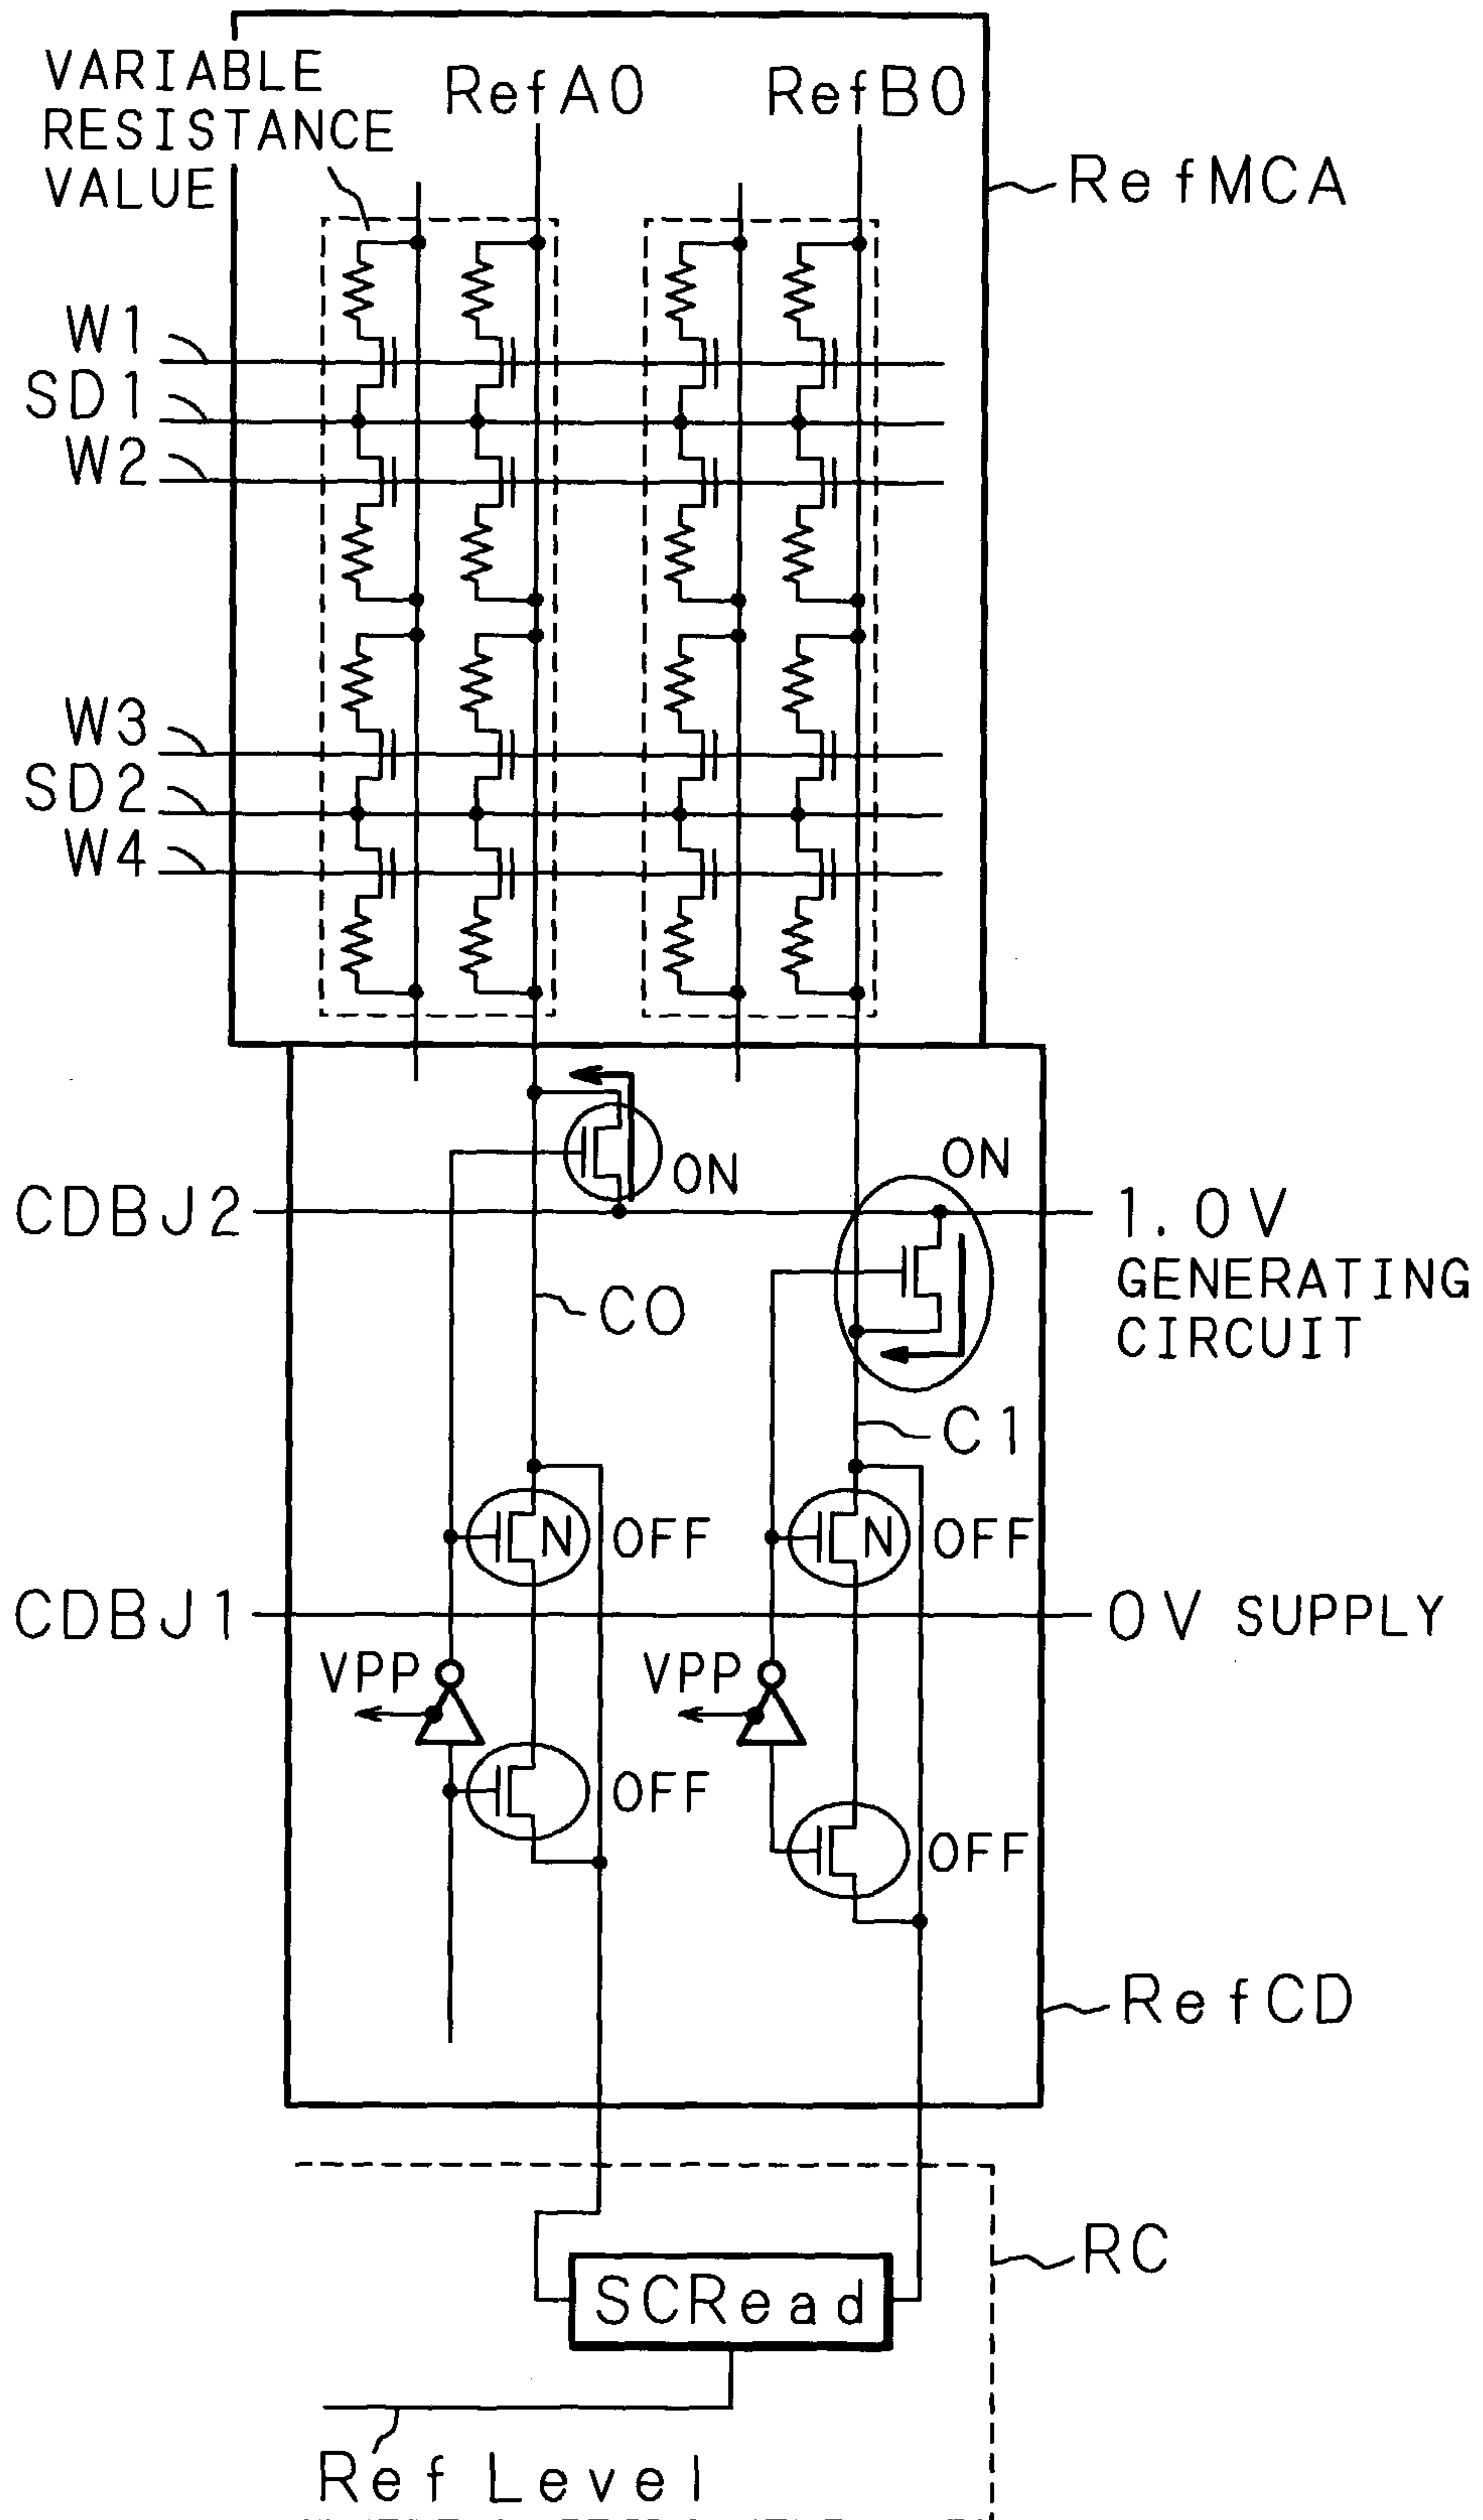 VARIABLE
RESISTANCE
VALUE
RefA0
RefB0
RefMCA
W1
SD1
W2
W3
SD2
W4
ON
ON
CDBJ2
1.0V
GENERATING
CIRCUIT
C0
C1
N OFF
N OFF
CDBJ1
0V SUPPLY
VPP
VPP
OFF
OFF
RefCD
RC
SCRead
Ref Level